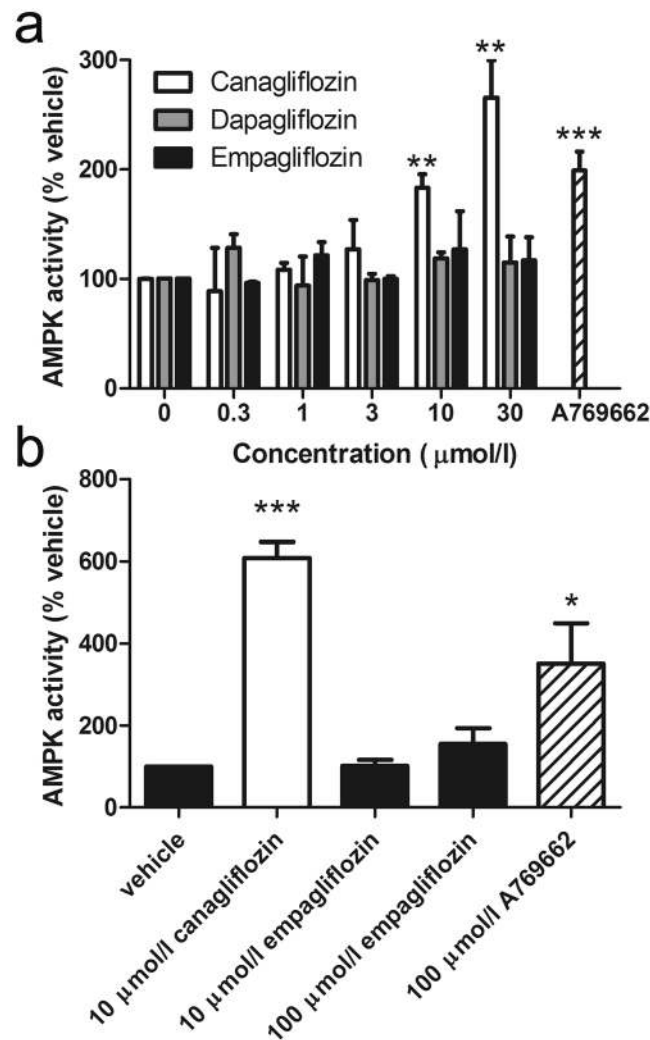 a
AMPK activity (% vehicle)
300
200
100
0
Canagliflozin
Dapagliflozin
Empagliflozin
**
**
***
0 0.3 1 3 10 30 A769662
Concentration ( μmol/l)
b
AMPK activity (% vehicle)
800
600
400
200
0
***
*
vehicle
10 μmol/l canagliflozin
10 μmol/l empagliflozin
100 μmol/l empagliflozin
100 μmol/l A769662